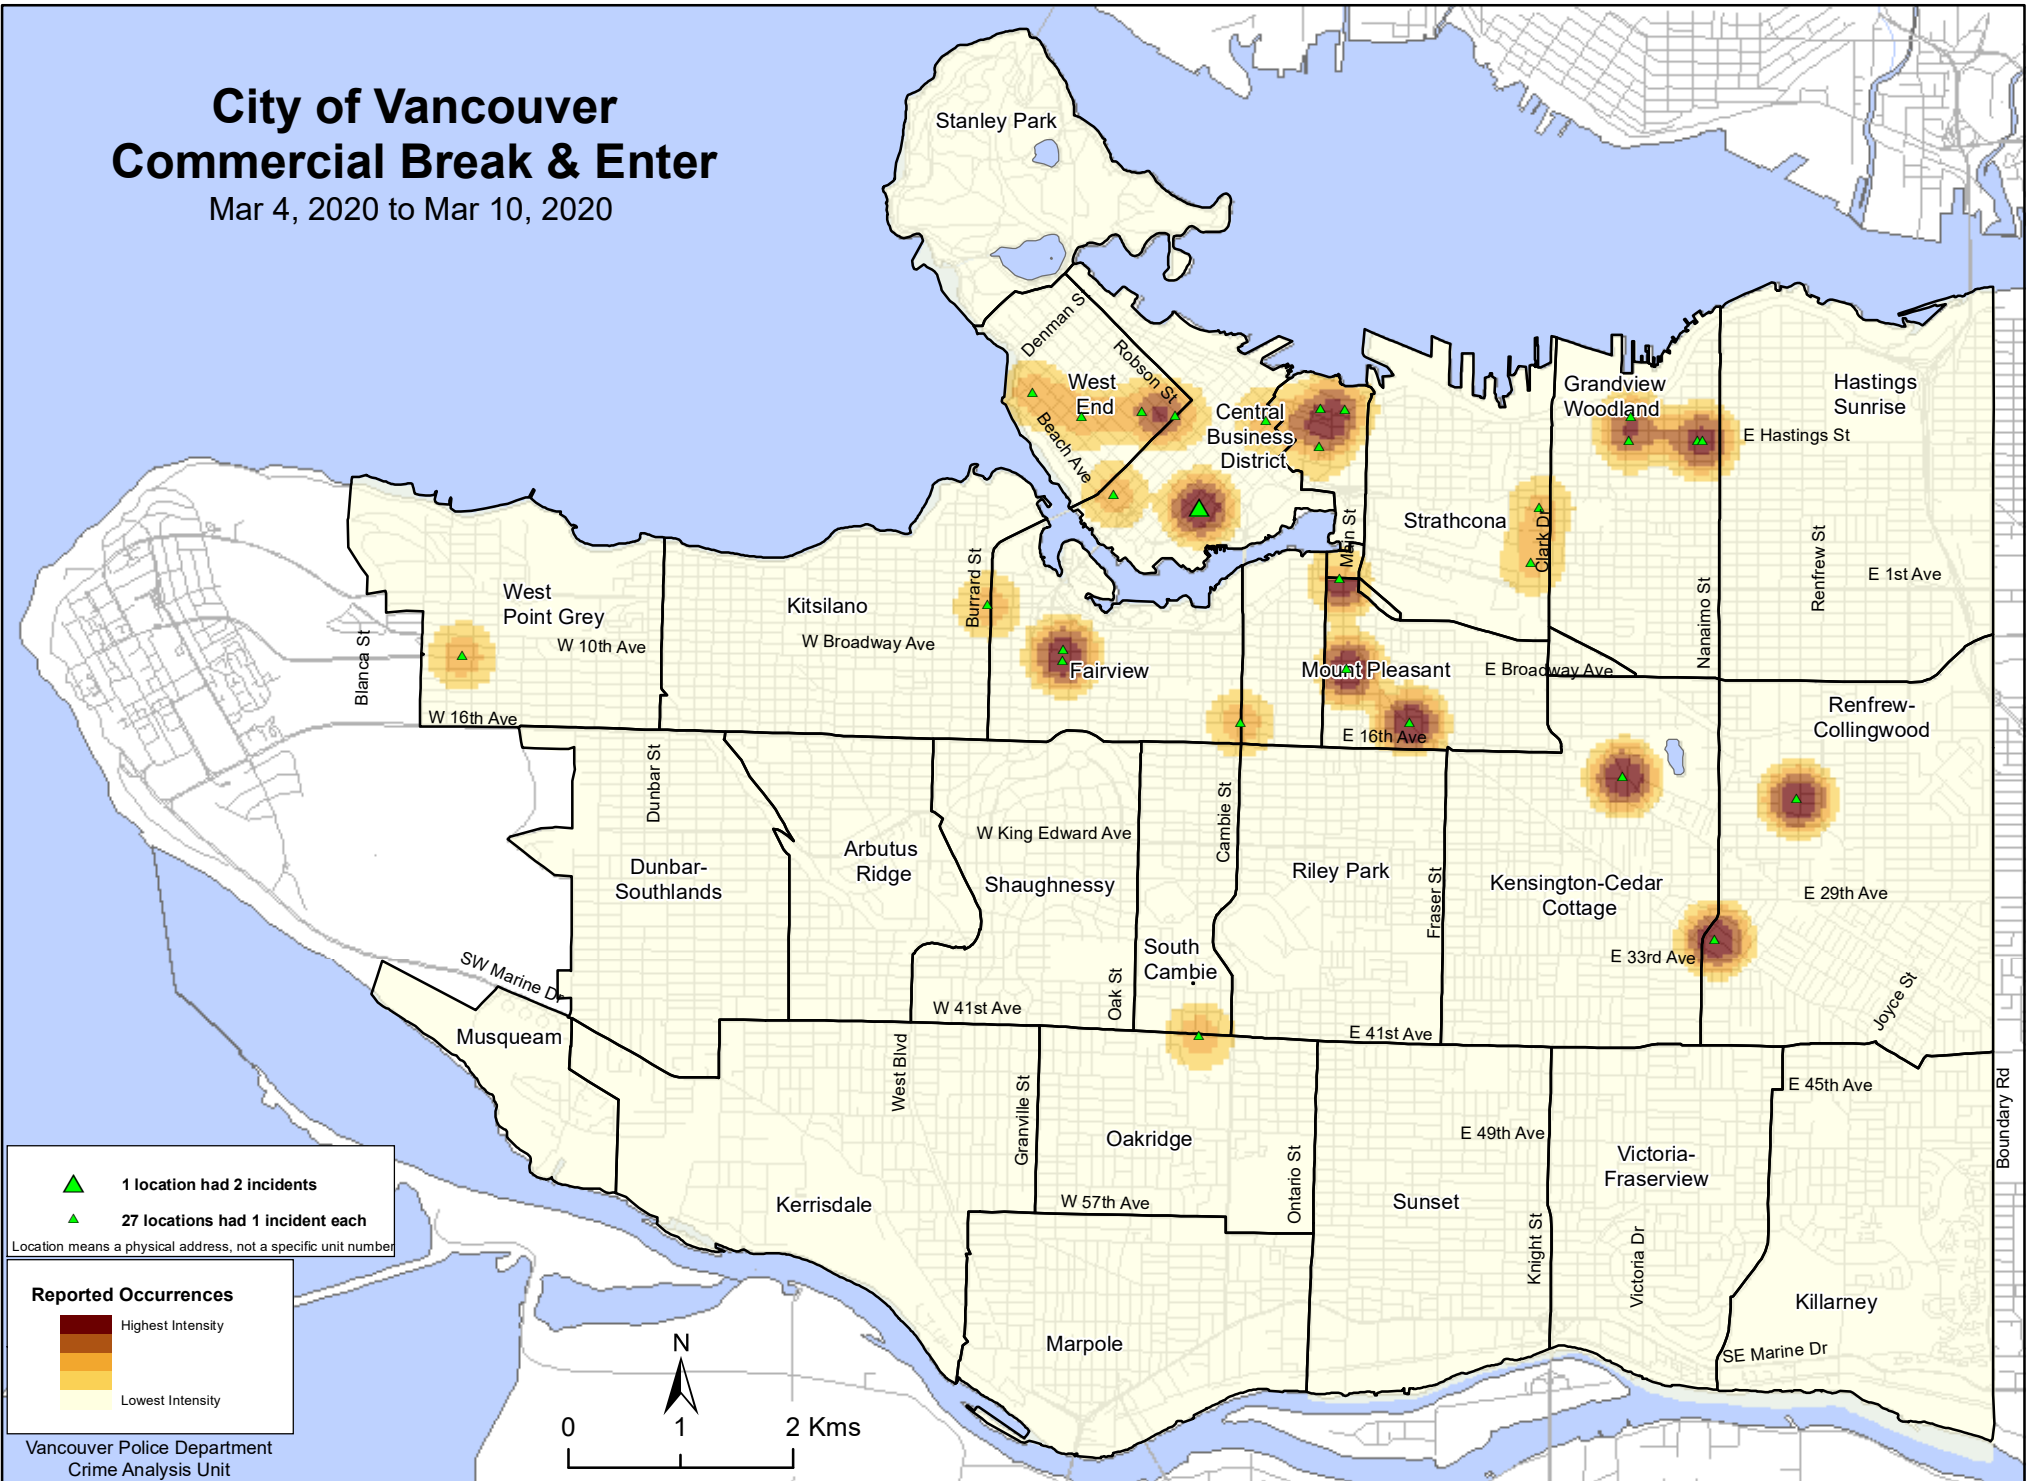 City of Vancouver
Commercial Break & Enter
Mar 4, 2020 to Mar 10, 2020
Stanley Park
Denman S
Robson St
West
End
Beach Ave
Central
Business
District
Grandview
Woodland
Hastings
Sunrise
E Hastings St
Strathcona
Main St
Clark Dr
Nanaimo St
Renfrew St
E 1st Ave
West
Point Grey
Kitsilano
Burrard St
W 10th Ave
W Broadway Ave
Blanca St
Fairview
Mount Pleasant
E Broadway Ave
W 16th Ave
E 16th Ave
Renfrew-
Collingwood
Dunbar St
Cambie St
W King Edward Ave
Arbutus
Ridge
Dunbar-
Southlands
Shaughnessy
Riley Park
Fraser St
Kensington-Cedar
Cottage
E 29th Ave
South
Cambie
E 33rd Ave
SW Marine Dr
Oak St
W 41st Ave
E 41st Ave
Joyce St
Musqueam
West Blvd
Granville St
E 45th Ave
Boundary Rd
Oakridge
E 49th Ave
Ontario St
Victoria-
Fraserview
Kerrisdale
W 57th Ave
Sunset
Knight St
Victoria Dr
Killarney
Marpole
SE Marine Dr
1 location had 2 incidents
27 locations had 1 incident each
Location means a physical address, not a specific unit number
Reported Occurrences
Highest Intensity
Lowest Intensity
Vancouver Police Department
Crime Analysis Unit
N
0 1 2 Kms